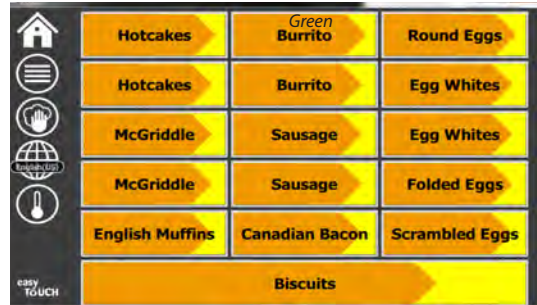 Green
Hotcakes Burrito Round Eggs
Hotcakes Burrito Egg Whites
McGriddle Sausage Egg Whites
English(US)
McGriddle Sausage Folded Eggs
English Muffins Canadian Bacon Scrambled Eggs
easy
TOUCH
Biscuits